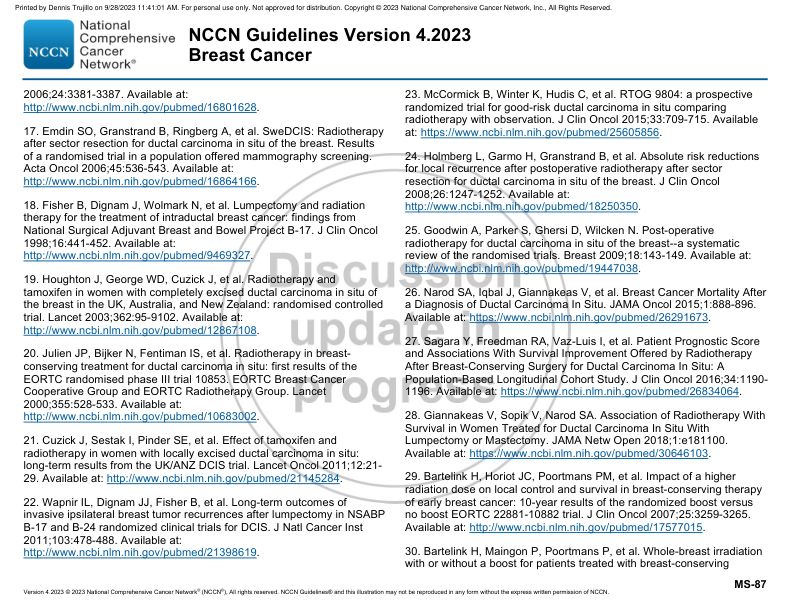 Printed by Dennis Trujillo on 9/28/2023 11:41:01 AM. For personal use only. Not approved for distribution. Copyright © 2023 National Comprehensive Cancer Network, Inc., All Rights Reserved.
NCCN
National
Comprehensive
Cancer
Network®
NCCN Guidelines Version 4.2023
Breast Cancer
2006;24:3381-3387. Available at:
http://www.ncbi.nlm.nih.gov/pubmed/16801628.
17. Emdin SO, Granstrand B, Ringberg A, et al. SweDCIS: Radiotherapy
after sector resection for ductal carcinoma in situ of the breast. Results
of a randomised trial in a population offered mammography screening.
Acta Oncol 2006;45:536-543. Available at:
http://www.ncbi.nlm.nih.gov/pubmed/16864166.
18. Fisher B, Dignam J, Wolmark N, et al. Lumpectomy and radiation
therapy for the treatment of intraductal breast cancer: findings from
National Surgical Adjuvant Breast and Bowel Project B-17. J Clin Oncol
1998;16:441-452. Available at:
http://www.ncbi.nlm.nih.gov/pubmed/9469327.
19. Houghton J, George WD, Cuzick J, et al. Radiotherapy and
tamoxifen in women with completely excised ductal carcinoma in situ of
the breast in the UK, Australia, and New Zealand: randomised controlled
trial. Lancet 2003;362:95-9102. Available at:
http://www.ncbi.nlm.nih.gov/pubmed/12867108.
20. Julien JP, Bijker N, Fentiman IS, et al. Radiotherapy in breast-
conserving treatment for ductal carcinoma in situ: first results of the
EORTC randomised phase III trial 10853. EORTC Breast Cancer
Cooperative Group and EORTC Radiotherapy Group. Lancet
2000;355:528-533. Available at:
http://www.ncbi.nlm.nih.gov/pubmed/10683002.
21. Cuzick J, Sestak I, Pinder SE, et al. Effect of tamoxifen and
radiotherapy in women with locally excised ductal carcinoma in situ:
long-term results from the UK/ANZ DCIS trial. Lancet Oncol 2011;12:21-
29. Available at: http://www.ncbi.nlm.nih.gov/pubmed/21145284.
22. Wapnir IL, Dignam JJ, Fisher B, et al. Long-term outcomes of
invasive ipsilateral breast tumor recurrences after lumpectomy in NSABP
B-17 and B-24 randomized clinical trials for DCIS. J Natl Cancer Inst
2011;103:478-488. Available at:
http://www.ncbi.nlm.nih.gov/pubmed/21398619.
23. McCormick B, Winter K, Hudis C, et al. RTOG 9804: a prospective
randomized trial for good-risk ductal carcinoma in situ comparing
radiotherapy with observation. J Clin Oncol 2015;33:709-715. Available
at: https://www.ncbi.nlm.nih.gov/pubmed/25605856.
24. Holmberg L, Garmo H, Granstrand B, et al. Absolute risk reductions
for local recurrence after postoperative radiotherapy after sector
resection for ductal carcinoma in situ of the breast. J Clin Oncol
2008;26:1247-1252. Available at:
http://www.ncbi.nlm.nih.gov/pubmed/18250350.
25. Goodwin A, Parker S, Ghersi D, Wilcken N. Post-operative
radiotherapy for ductal carcinoma in situ of the breast--a systematic
review of the randomised trials. Breast 2009;18:143-149. Available at:
http://www.ncbi.nlm.nih.gov/pubmed/19447038.
26. Narod SA, Iqbal J, Giannakeas V, et al. Breast Cancer Mortality After
a Diagnosis of Ductal Carcinoma In Situ. JAMA Oncol 2015;1:888-896.
Available at: https://www.ncbi.nlm.nih.gov/pubmed/26291673.
27. Sagara Y, Freedman RA, Vaz-Luis I, et al. Patient Prognostic Score
and Associations With Survival Improvement Offered by Radiotherapy
After Breast-Conserving Surgery for Ductal Carcinoma In Situ: A
Population-Based Longitudinal Cohort Study. J Clin Oncol 2016;34:1190-
1196. Available at: https://www.ncbi.nlm.nih.gov/pubmed/26834064.
28. Giannakeas V, Sopik V, Narod SA. Association of Radiotherapy With
Survival in Women Treated for Ductal Carcinoma In Situ With
Lumpectomy or Mastectomy. JAMA Netw Open 2018;1:e181100.
Available at: https://www.ncbi.nlm.nih.gov/pubmed/30646103.
29. Bartelink H, Horiot JC, Poortmans PM, et al. Impact of a higher
radiation dose on local control and survival in breast-conserving therapy
of early breast cancer: 10-year results of the randomized boost versus
no boost EORTC 22881-10882 trial. J Clin Oncol 2007;25:3259-3265.
Available at: http://www.ncbi.nlm.nih.gov/pubmed/17577015.
30. Bartelink H, Maingon P, Poortmans P, et al. Whole-breast irradiation
with or without a boost for patients treated with breast-conserving
Discussion
update in
progress
MS-87
Version 4.2023 © 2023 National Comprehensive Cancer Network® (NCCN®), All rights reserved. NCCN Guidelines® and this illustration may not be reproduced in any form without the express written permission of NCCN.